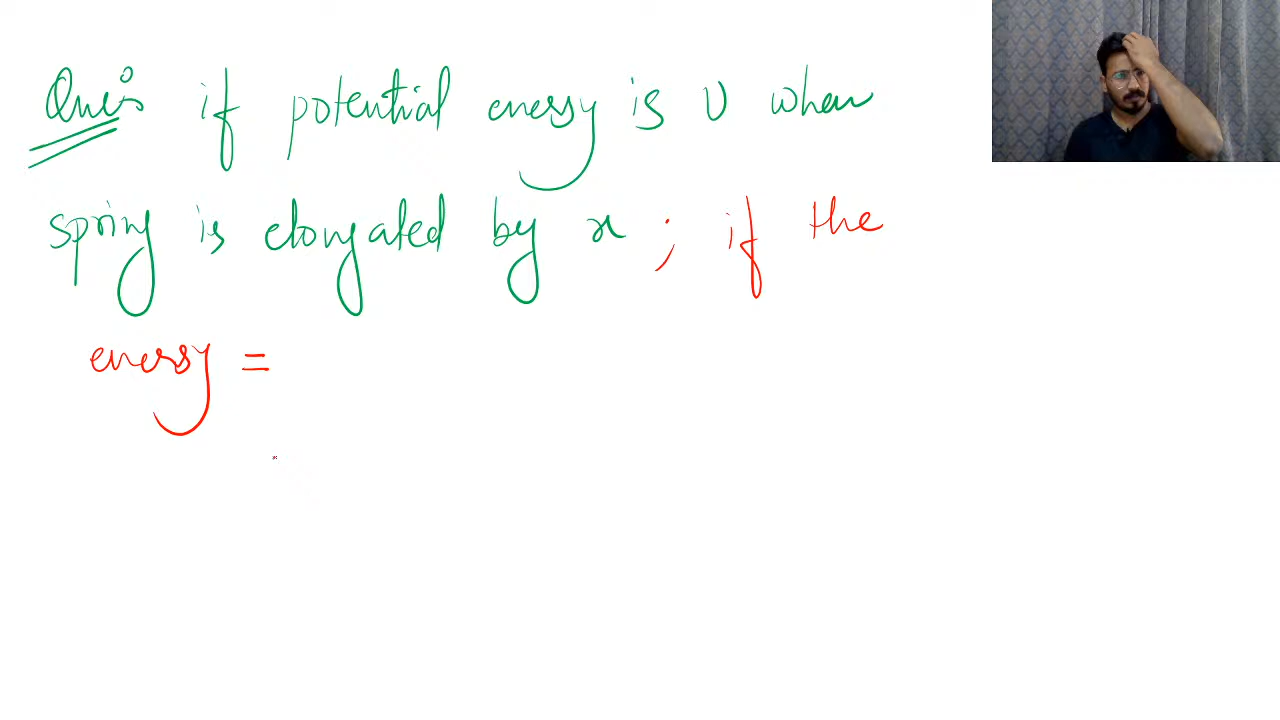 Ques if potential energy is U when
spring is elongated by x ; if the
energy =